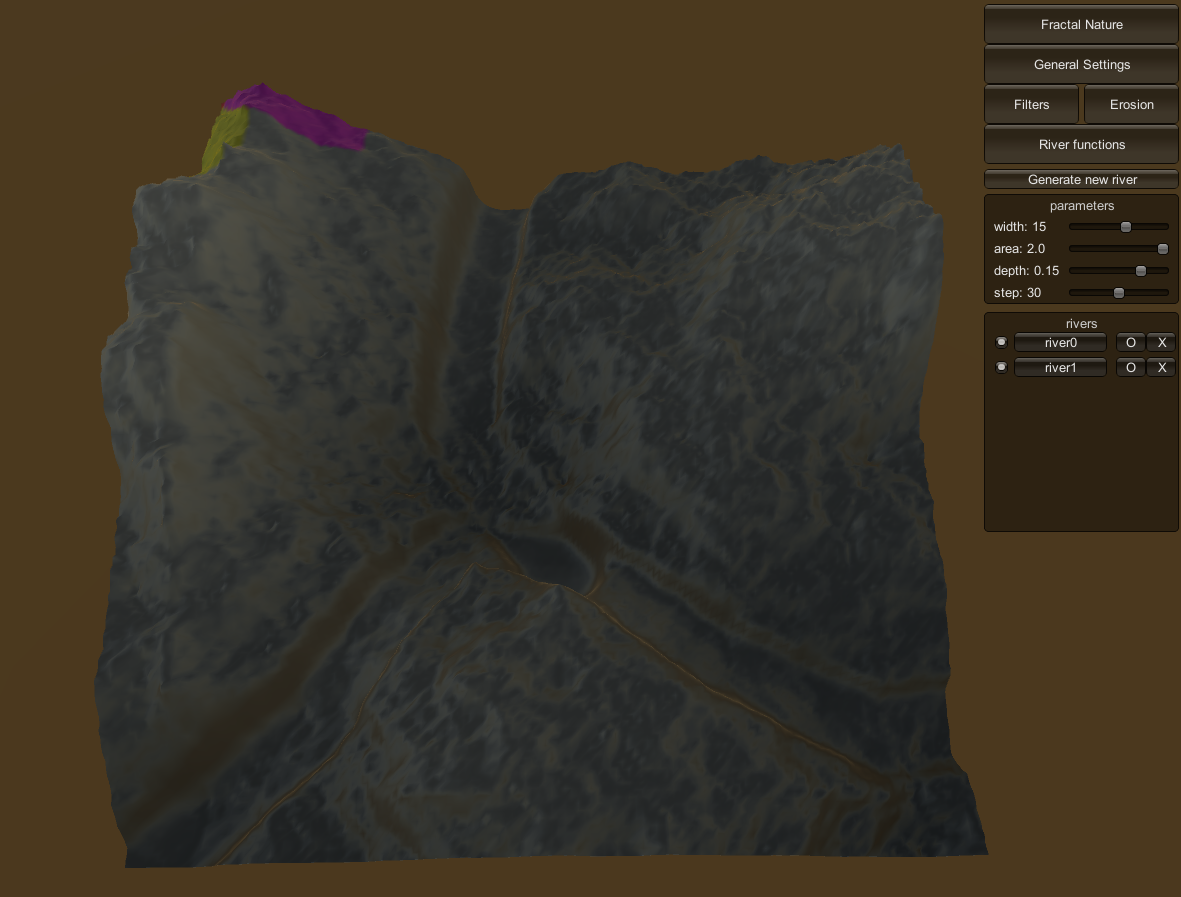 Fractal Nature
General Settings
Filters Erosion
River functions
Generate new river
parameters
width: 15
area: 2.0
depth: 0.15
step: 30
rivers
river0 O X
river1 O X